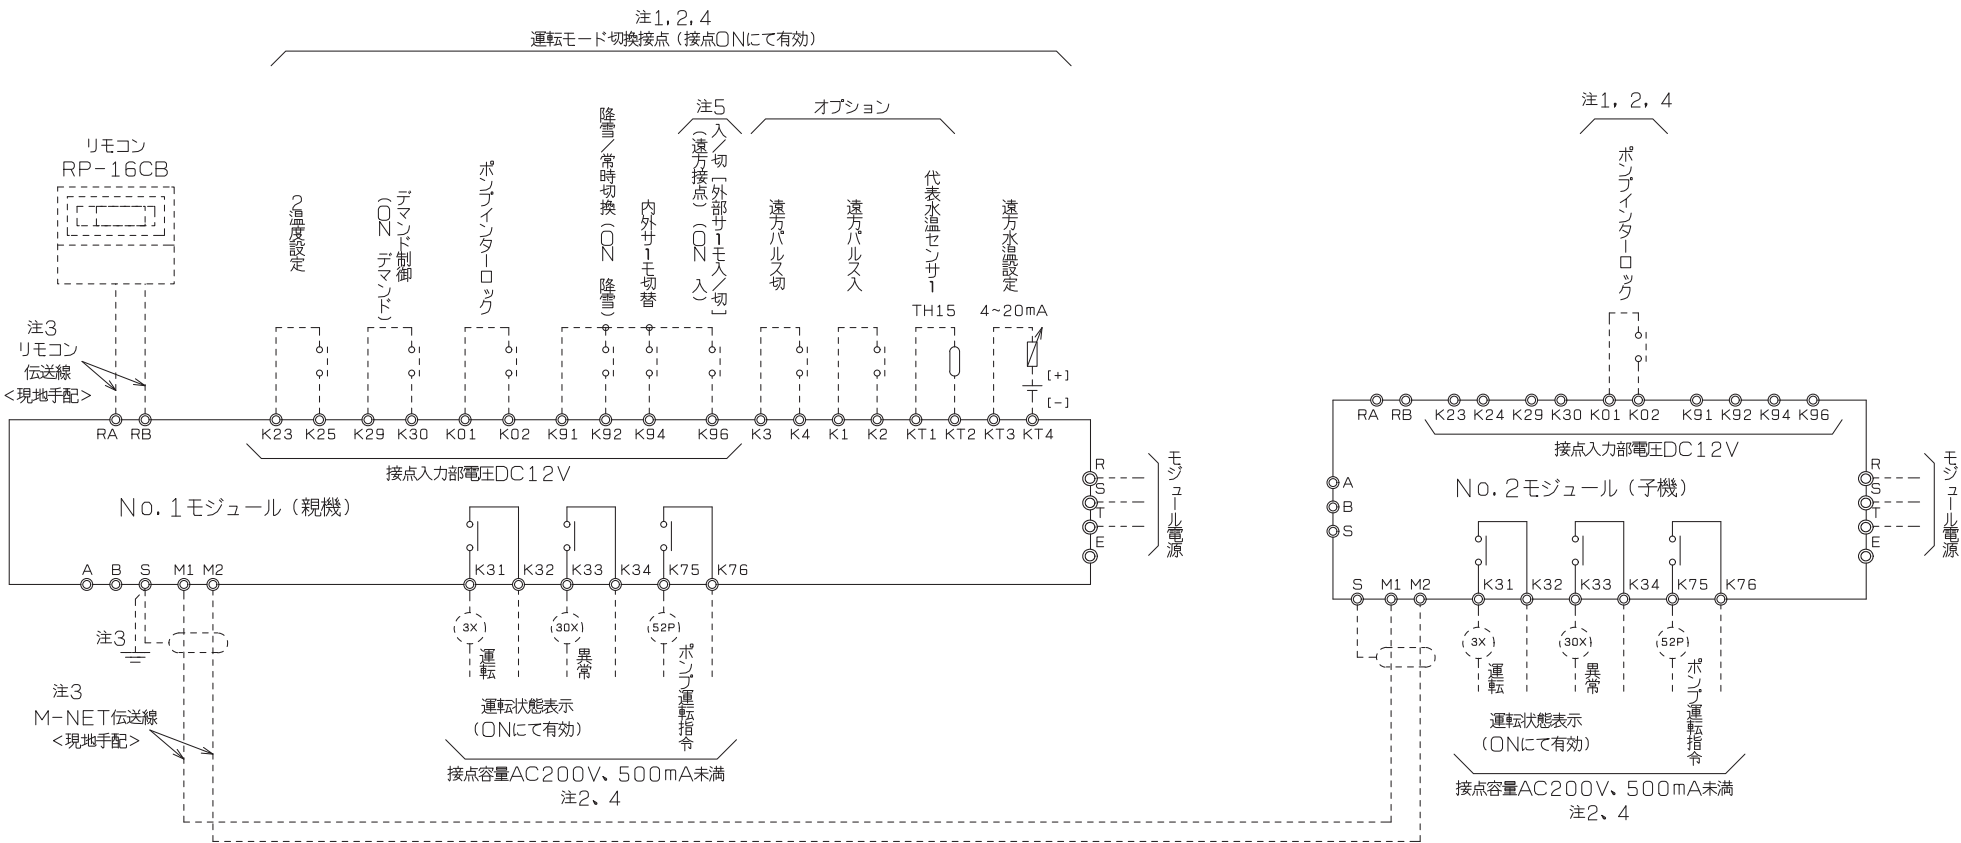 注1,2,4
運転モード切換接点(接点ONにて有効)
リモコン
RP-16CB
注3
リモコン
伝送線
<現地手配>
2温度設定
デマンド制御
(ON デマンド)
ポンプインターロック
降雪/常時切換(ON 降雪)
内外サーモ切替
注5
入/切[外部サーモ入/切]
(遠方接点)(ON 入)
オプション
遠方パルス切
遠方パルス入
代表水温センサー
TH15
遠方水温設定
4~20mA
[+]
[-]
RA RB K23 K25 K29 K30 K01 K02 K91 K92 K94 K96 K3 K4 K1 K2 KT1 KT2 KT3 KT4
接点入力部電圧DC12V
No.1モジュール(親機)
R
S
T
E
モジュール電源
A B S M1 M2 K31 K32 K33 K34 K75 K76
3X 30X 52P
運転
異常
ポンプ運転指令
注3
注3
M-NET伝送線
<現地手配>
運転状態表示
(ONにて有効)
接点容量AC200V、500mA未満
注2、4
注1,2,4
ポンプインターロック
RA RB K23 K24 K29 K30 K01 K02 K91 K92 K94 K96
接点入力部電圧DC12V
No.2モジュール(子機)
A
B
S
R
S
T
E
モジュール電源
S M1 M2 K31 K32 K33 K34 K75 K76
3X 30X 52P
運転
異常
ポンプ運転指令
運転状態表示
(ONにて有効)
接点容量AC200V、500mA未満
注2、4